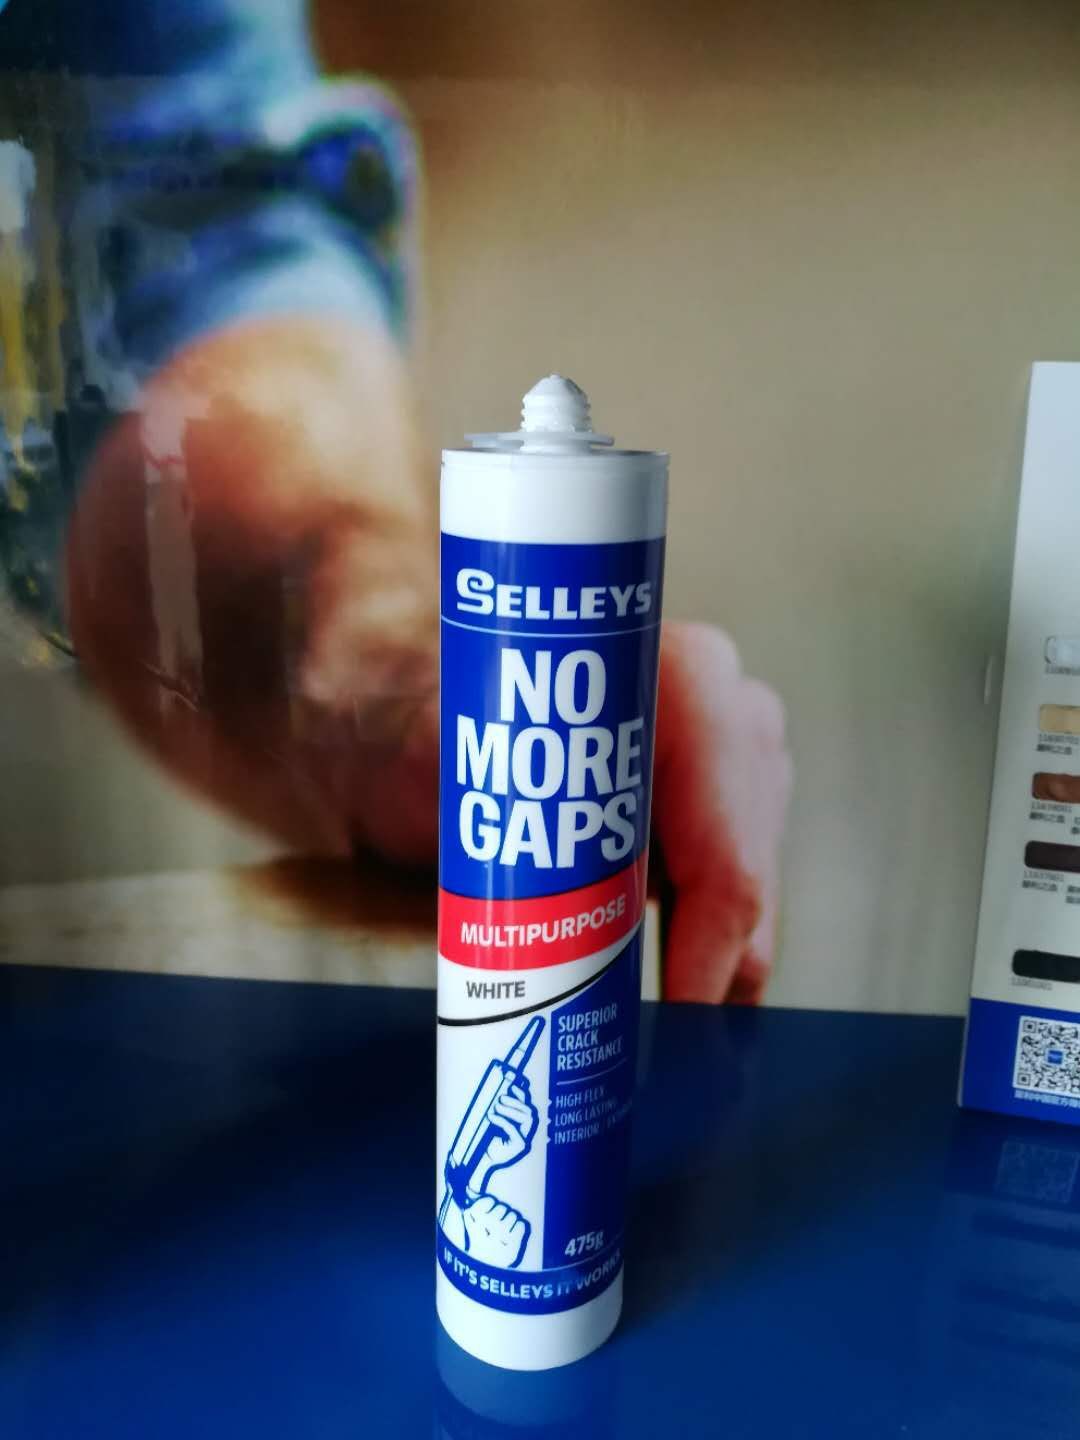 SELLEYS
NO
MORE
GAPS
MULTIPURPOSE
WHITE
SUPERIOR
CRACK
RESISTANCE
HIGH FLEX
LONG LASTING
INTERIOR /
475g
IF IT'S SELLEYS IT WORKS